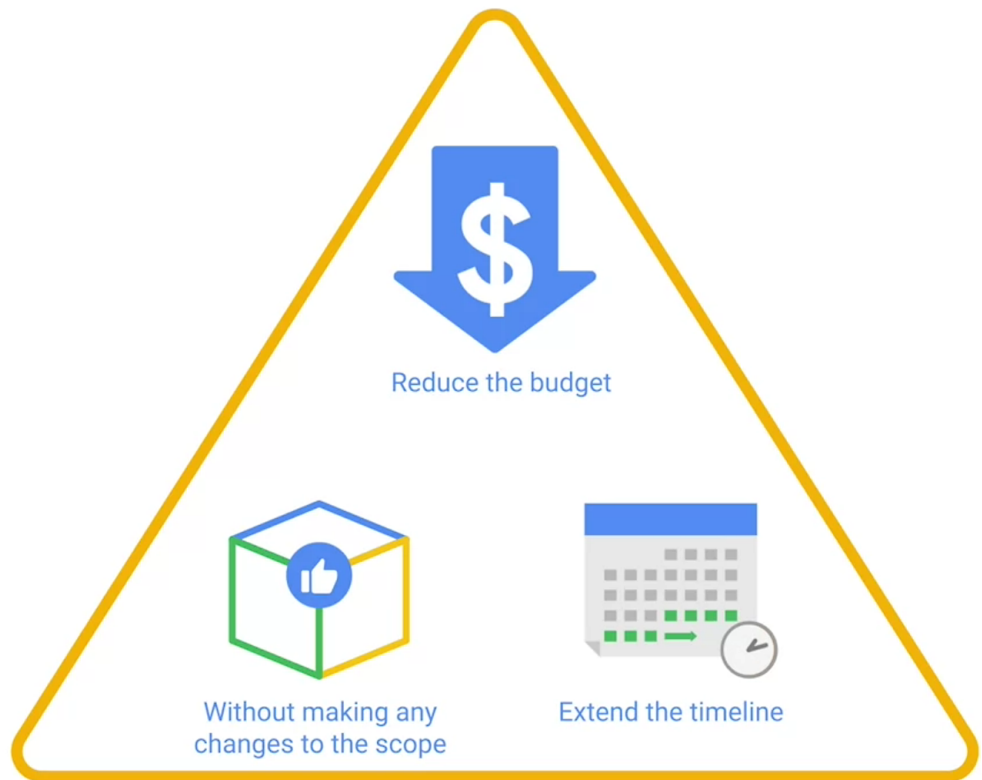 $
Reduce the budget
Without making any
changes to the scope
Extend the timeline